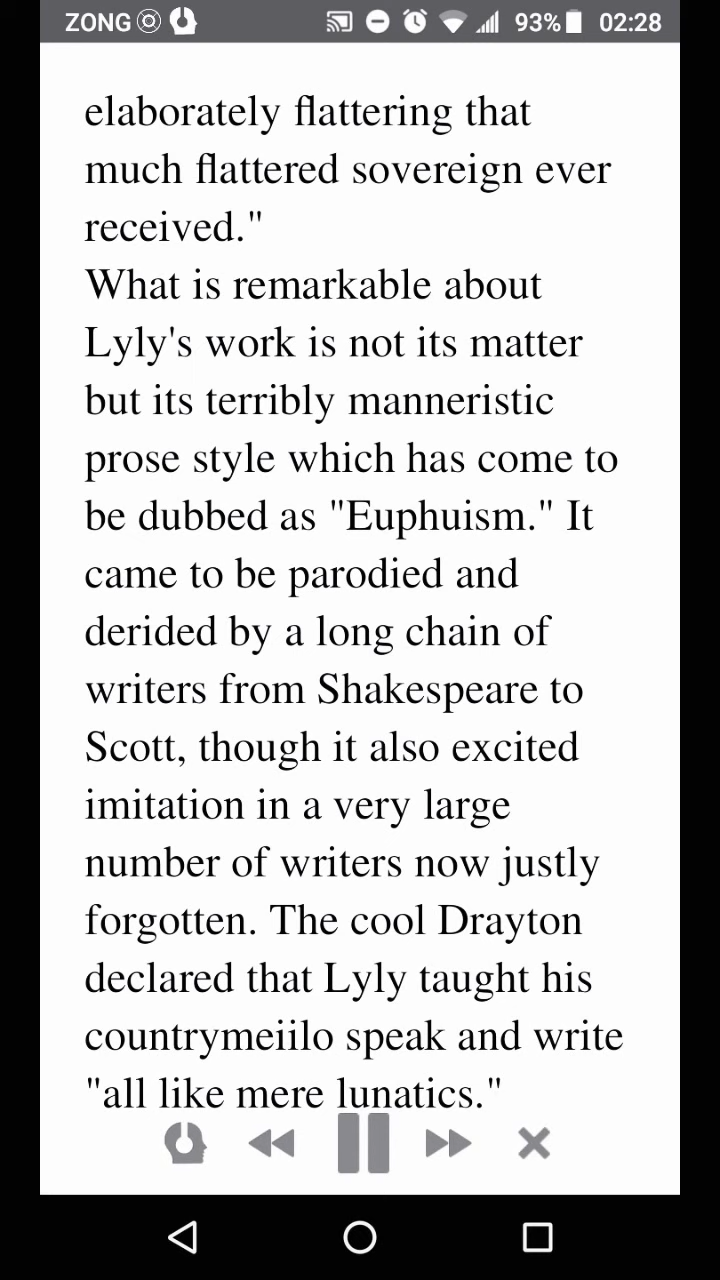 ZONG 93% 02:28
elaborately flattering that
much flattered sovereign ever
received."
What is remarkable about
Lyly's work is not its matter
but its terribly manneristic
prose style which has come to
be dubbed as "Euphuism." It
came to be parodied and
derided by a long chain of
writers from Shakespeare to
Scott, though it also excited
imitation in a very large
number of writers now justly
forgotten. The cool Drayton
declared that Lyly taught his
countrymeiilo speak and write
"all like mere lunatics."